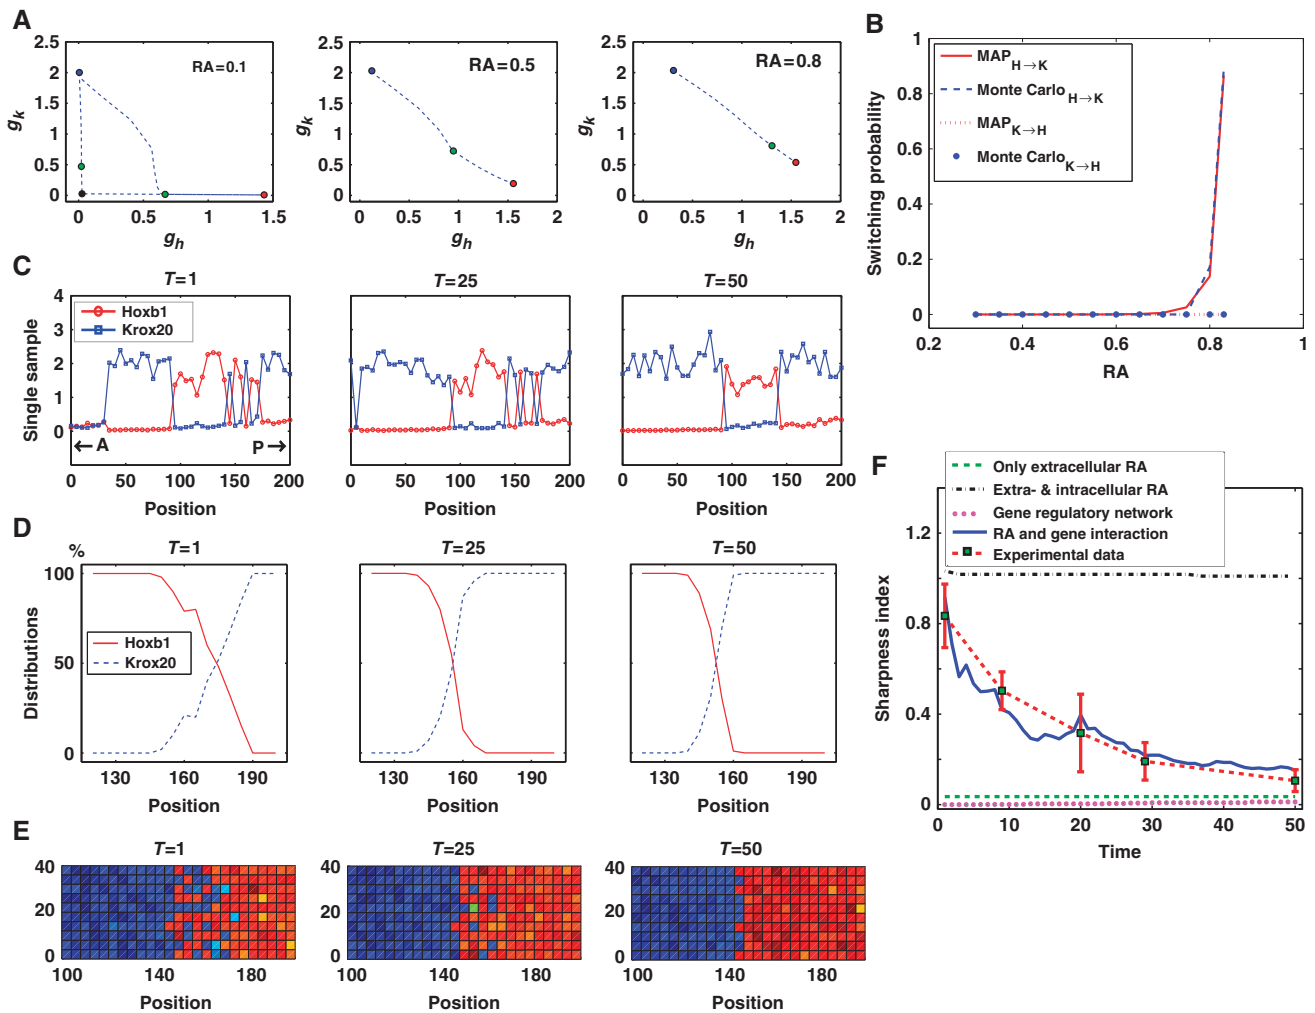 A
2.5
2
1.5
1
0.5
0
g_k
RA=0.1
0 0.5 1 1.5
g_h
2.5
2
1.5
1
0.5
0
g_k
RA=0.5
0 0.5 1 1.5 2
g_h
2.5
2
1.5
1
0.5
0
g_k
RA=0.8
0 0.5 1 1.5 2
g_h
B
Switching probability
1
0.8
0.6
0.4
0.2
0
MAP_H→K
Monte Carlo_H→K
MAP_K→H
Monte Carlo_K→H
0.2 0.4 0.6 0.8 1
RA
C
T=1
T=25
T=50
Single sample
4
3
2
1
0
Hoxb1
Krox20
← A
P →
0 50 100 150 200
0 50 100 150 200
0 50 100 150 200
Position
Position
Position
D
%
T=1
T=25
T=50
Distributions
100
50
0
Hoxb1
Krox20
130 160 190
130 160 190
130 160 190
Position
Position
Position
E
T=1
T=25
T=50
40
20
0
40
20
0
40
20
0
100 140 180
100 140 180
100 140 180
Position
Position
Position
F
Only extracellular RA
Extra- & intracellular RA
Gene regulatory network
RA and gene interaction
Experimental data
Sharpness index
1.2
0.8
0.4
0
0 10 20 30 40 50
Time